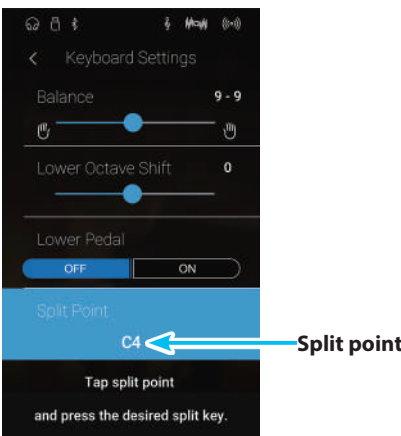 Keyboard Settings
Balance 9 - 9
Lower Octave Shift 0
Lower Pedal
OFF ON
Split Point
C4
Split point
Tap split point
and press the desired split key.